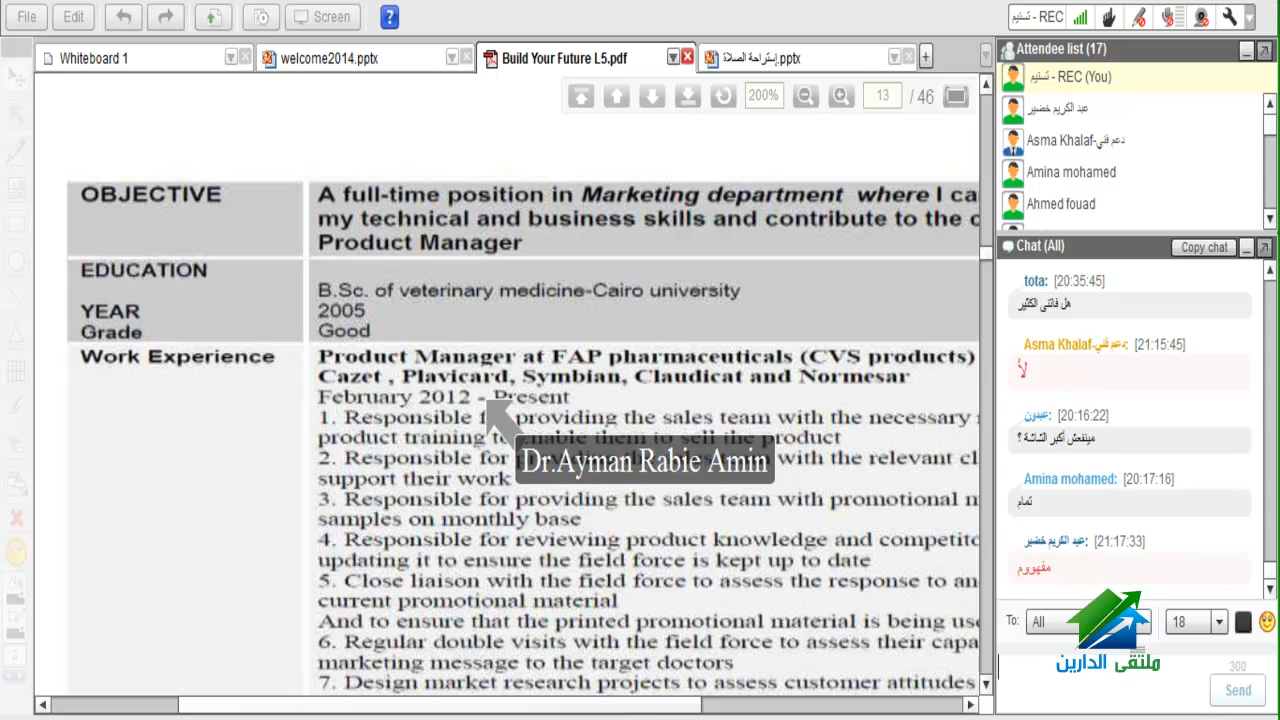 File
Edit
Screen
?
تسنيم - REC
Whiteboard 1
welcome2014.pptx
Build Your Future L5.pdf
إستراحة الصلاة.pptx
+
200%
13
/ 46
OBJECTIVE
A full-time position in Marketing department where I ca
my technical and business skills and contribute to the c
Product Manager
EDUCATION
B.Sc. of veterinary medicine-Cairo university
YEAR
2005
Grade
Good
Work Experience
Product Manager at FAP pharmaceuticals (CVS products)
Cazet , Plavicard, Symbian, Claudicat and Normesar
February 2012 - Present
1. Responsible f providing the sales team with the necessary
product training to enable them to sell the product
2. Responsible for with the relevant cl
support their work
Dr.Ayman Rabie Amin
3. Responsible for providing the sales team with promotional m
samples on monthly base
4. Responsible for reviewing product knowledge and competito
updating it to ensure the field force is kept up to date
5. Close liaison with the field force to assess the response to an
current promotional material
And to ensure that the printed promotional material is being use
6. Regular double visits with the field force to assess their capa
marketing message to the target doctors
7. Design market research projects to assess customer attitudes
Attendee list (17)
تسنيم - REC (You)
عبد الكريم خضير
Asma Khalaf-دعم فني
Amina mohamed
Ahmed fouad
Chat (All)
Copy chat
tota: [20:35:45]
هل فاتنى الكثير
Asma Khalaf-دعم فني: [21:15:45]
لأ
عبدون: [20:16:22]
مينفعش أكبر الشاشة ؟
Amina mohamed: [20:17:16]
تمام
عبد الكريم خضير: [21:17:33]
مفهووم
To:
All
18
ملتقى الدارين
300
Send